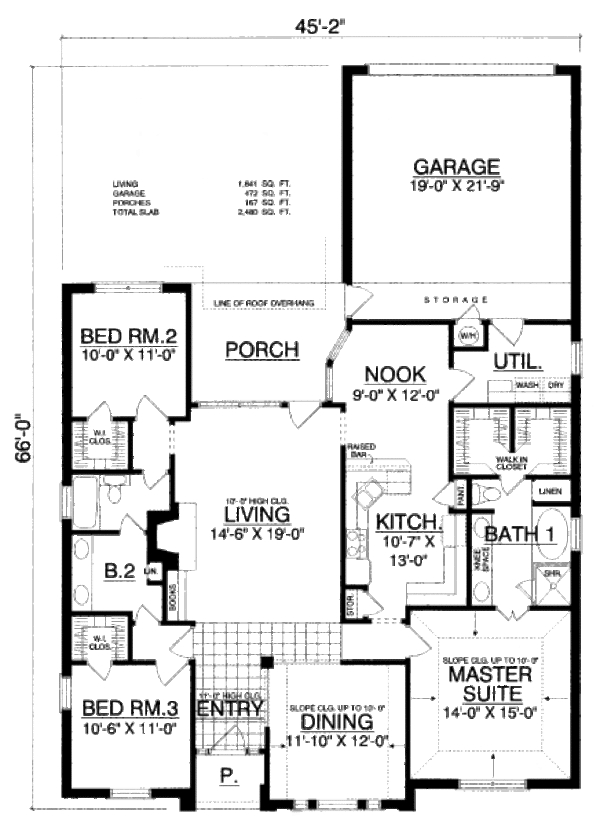 45'-2"
66'-0"
GARAGE
19'-0" X 21'-9"
LIVING 1,841 SQ. FT.
GARAGE 472 SQ. FT.
PORCHES 167 SQ. FT.
TOTAL SLAB 2,480 SQ. FT.
LINE OF ROOF OVERHANG
STORAGE
BED RM.2
10'-0" X 11'-0"
PORCH
W/H
UTIL.
NOOK
9'-0" X 12'-0"
WASH
DRY
W.I.
CLOS.
RAISED
BAR
WALK IN
CLOSET
10'-0" HIGH CLG.
LIVING
14'-6" X 19'-0"
PANT.
LINEN
KITCH.
10'-7" X
13'-0"
BATH 1
KNEE
SPACE
SHR.
B.2
LIN.
BOOKS
STOR.
W.I.
CLOS.
SLOPE CLG. UP TO 10'-0"
MASTER
SUITE
14'-0" X 15'-0"
BED RM.3
10'-6" X 11'-0"
11'-0" HIGH CLG.
ENTRY
SLOPE CLG. UP TO 10'-0"
DINING
11'-10" X 12'-0"
P.